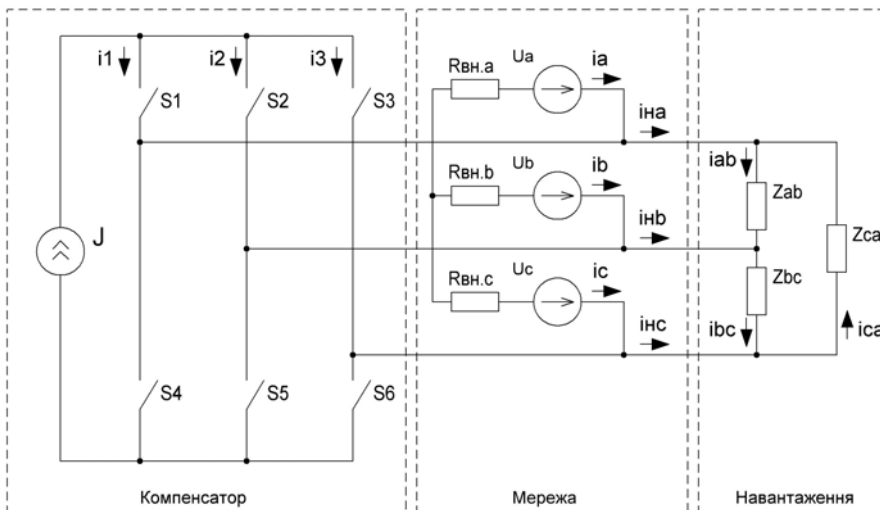 i1 i2 i3
S1 S2 S3
J
S4 S5 S6
Компенсатор
Rвн.a Ua ia
iна
Rвн.b Ub ib
iнb
Rвн.c Uc ic
iнc
Мережа
iab
Zab
Zca
Zbc
ibc ica
Навантаження